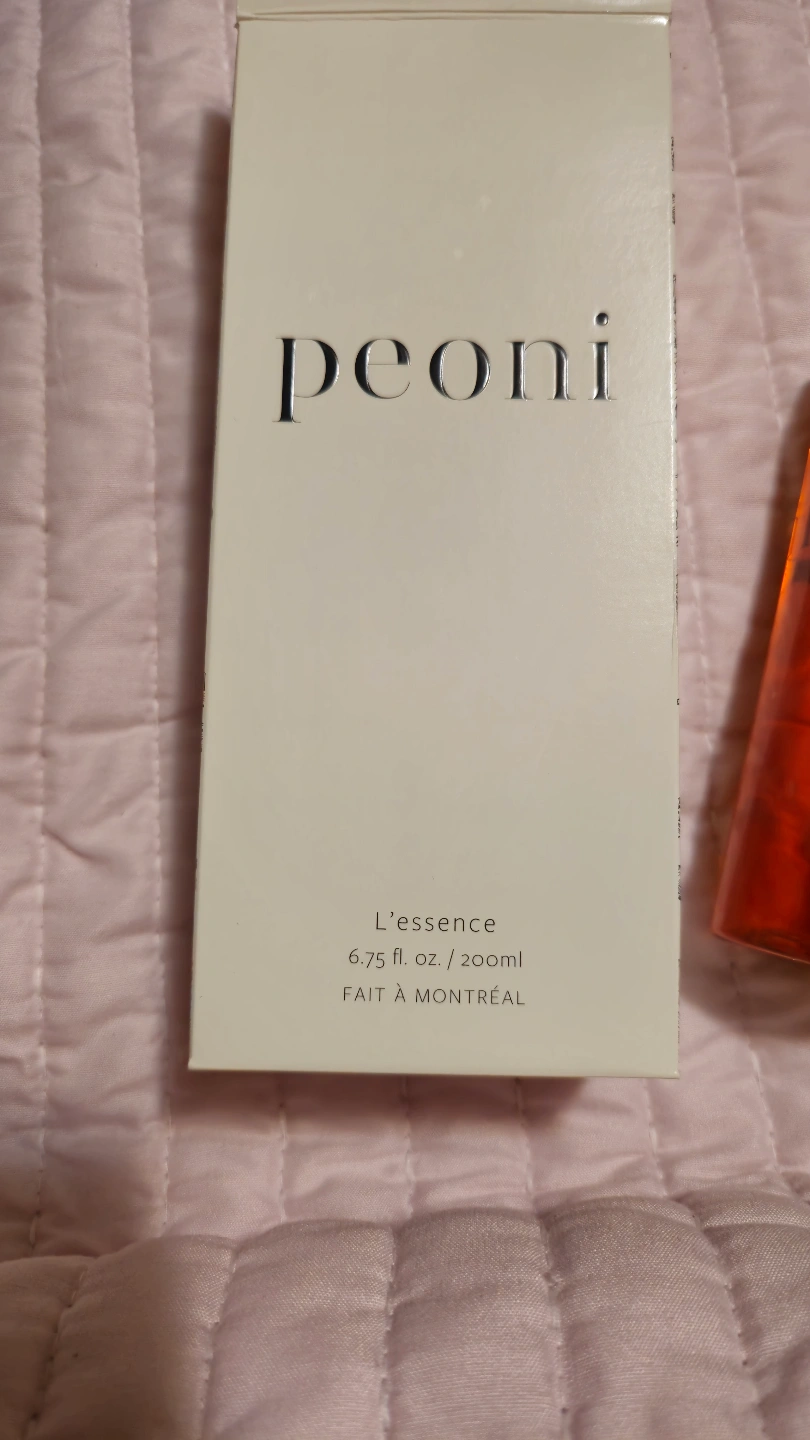 peoni
L'essence
6.75 fl. oz. / 200ml
FAIT À MONTRÉAL